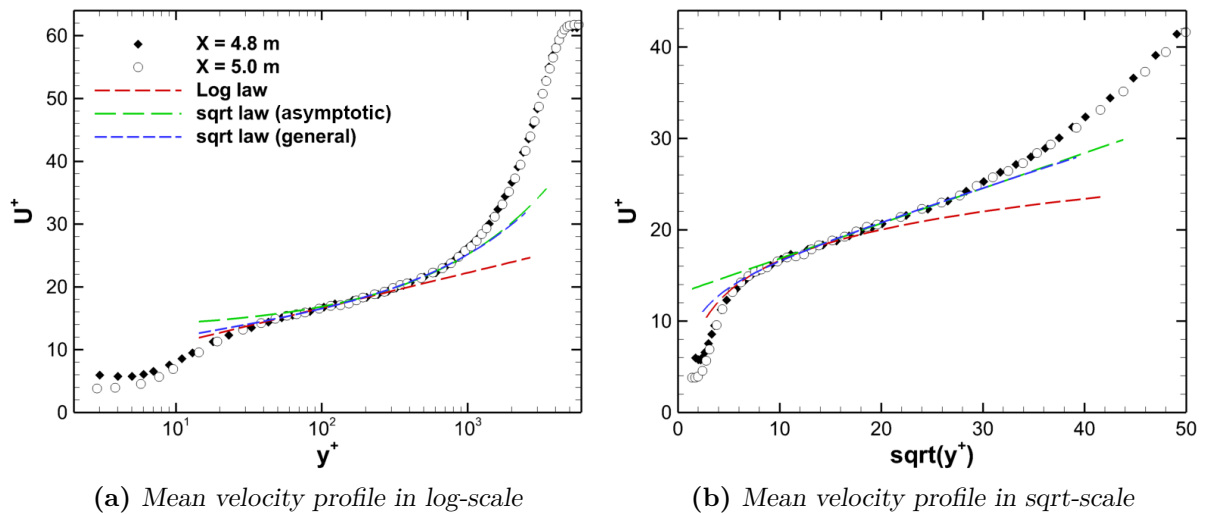 60
50
40
30
20
10
0
U⁺
X = 4.8 m
X = 5.0 m
Log law
sqrt law (asymptotic)
sqrt law (general)
10¹ 10² 10³
y⁺
40
30
20
10
0
U⁺
0 10 20 30 40 50
sqrt(y⁺)
(a) Mean velocity profile in log-scale
(b) Mean velocity profile in sqrt-scale